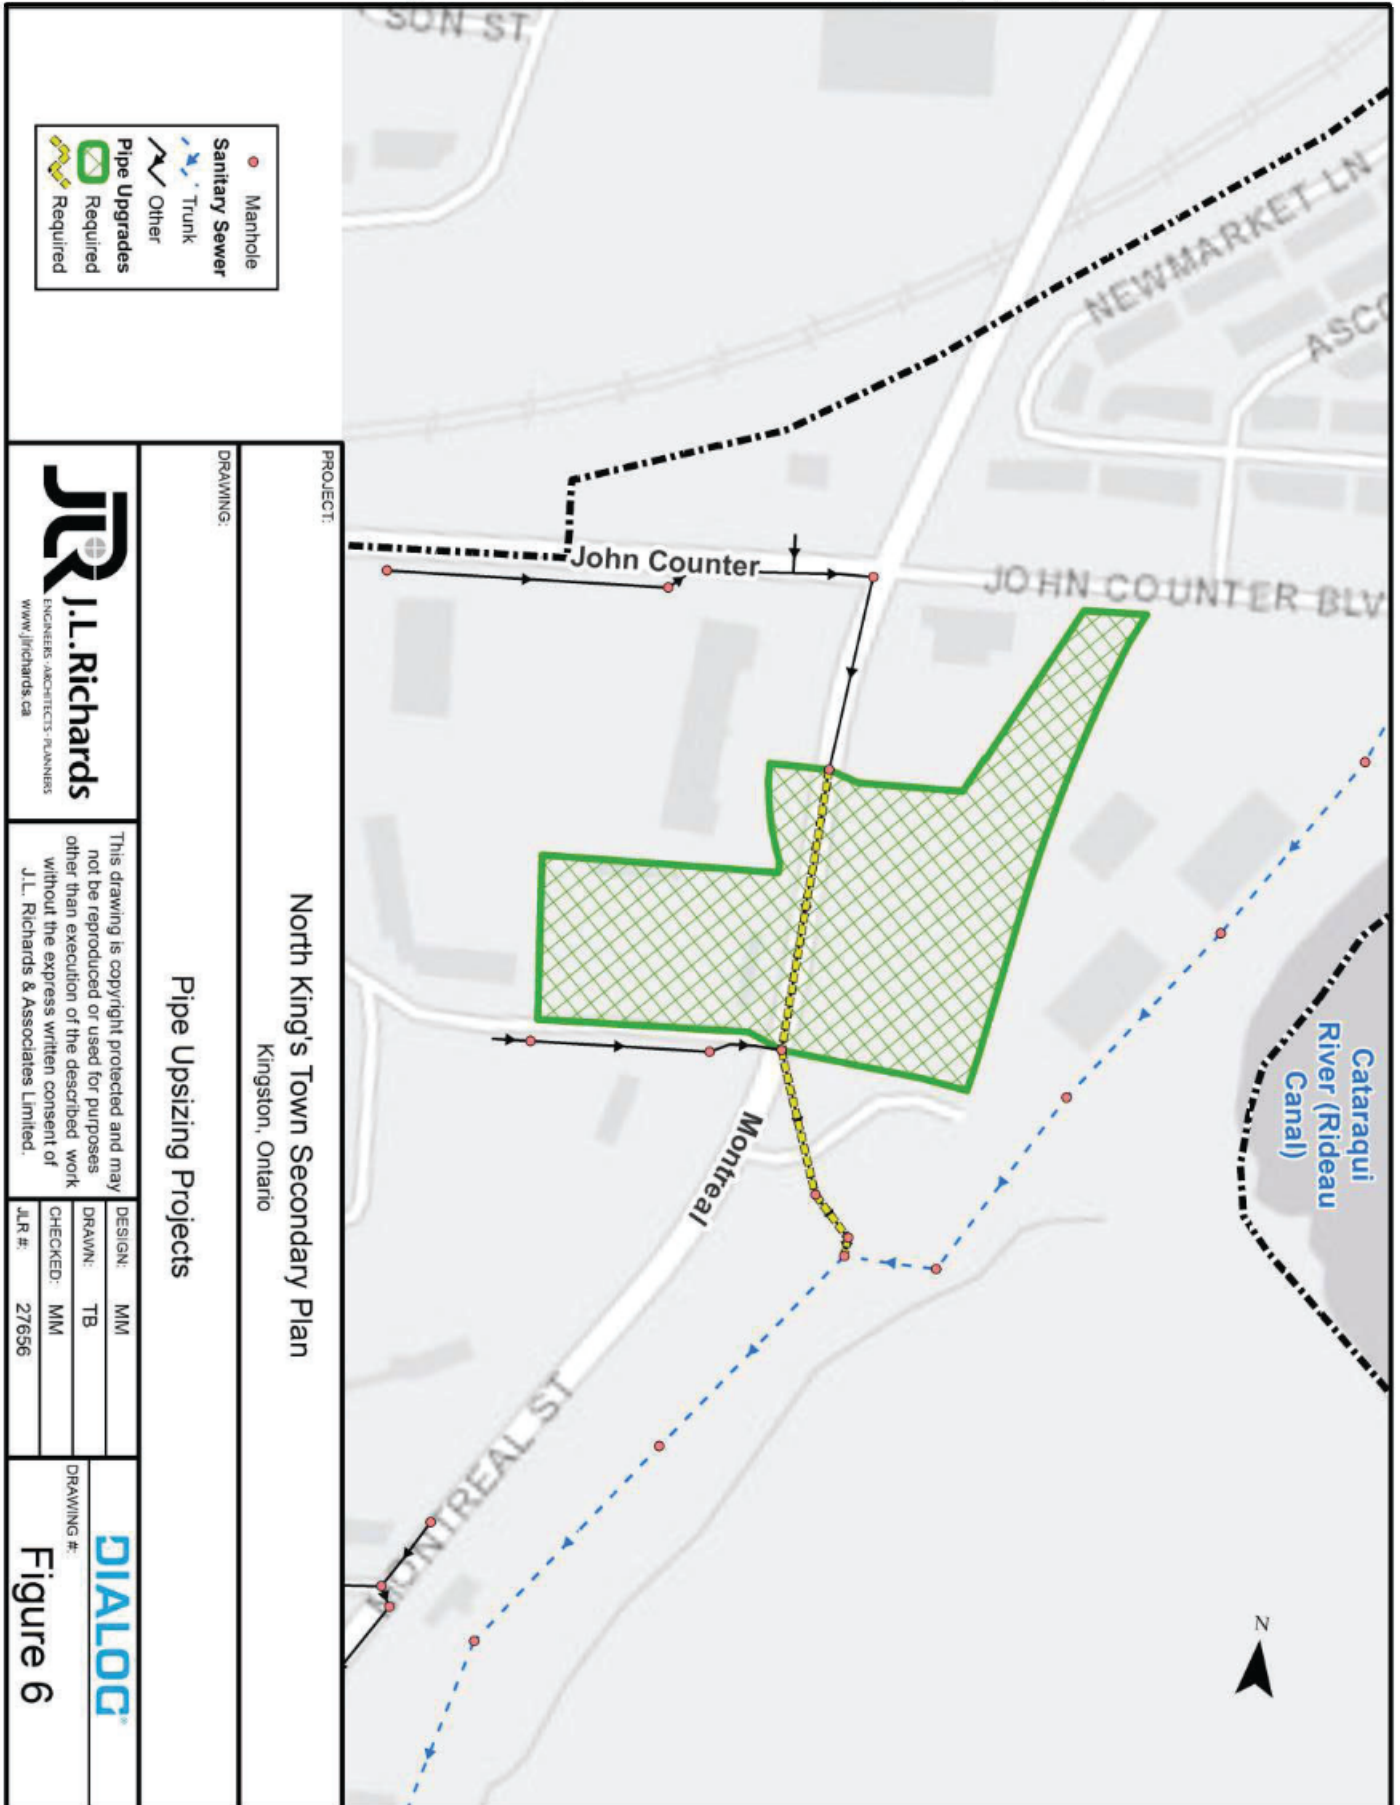 SON ST
NEWMARKET LN
John Counter
JOHN COUNTER BLV
Cataraqui
River (Rideau
Canal)
Montreal
MONTREAL ST
N
Manhole
Sanitary Sewer
Trunk
Other
Pipe Upgrades
Required
Required
PROJECT:
North King's Town Secondary Plan
Kingston, Ontario
DRAWING:
Pipe Upsizing Projects
JLR J.L.Richards
ENGINEERS·ARCHITECTS·PLANNERS
www.jlrichards.ca
This drawing is copyright protected and may
not be reproduced or used for purposes
other than execution of the described work
without the express written consent of
J.L. Richards & Associates Limited.
DESIGN: MM
DRAWN: TB
CHECKED: MM
JLR #: 27656
DIALOG
DRAWING #:
Figure 6